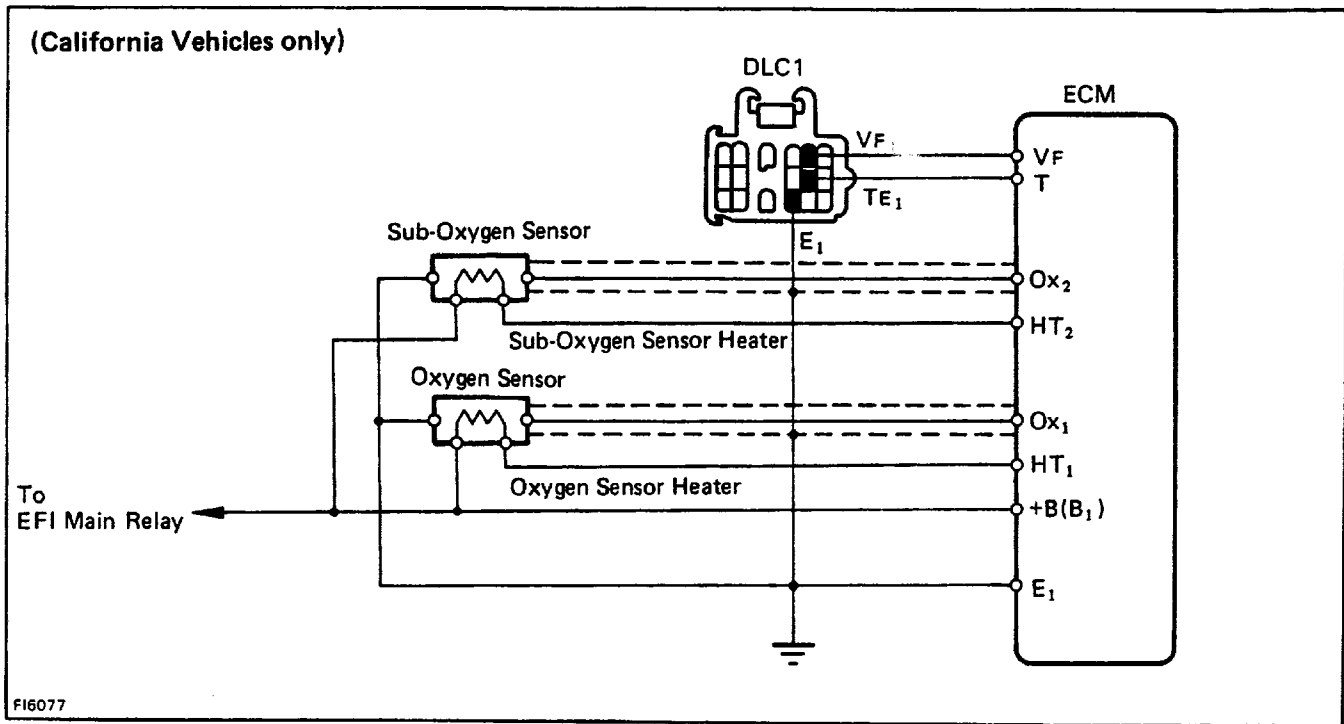 (California Vehicles only)
DLC1
ECM
VF
VF
T
TE₁
E₁
Sub-Oxygen Sensor
Ox₂
HT₂
Sub-Oxygen Sensor Heater
Oxygen Sensor
Ox₁
HT₁
Oxygen Sensor Heater
To
EFI Main Relay
+B(B₁)
E₁
FI6077